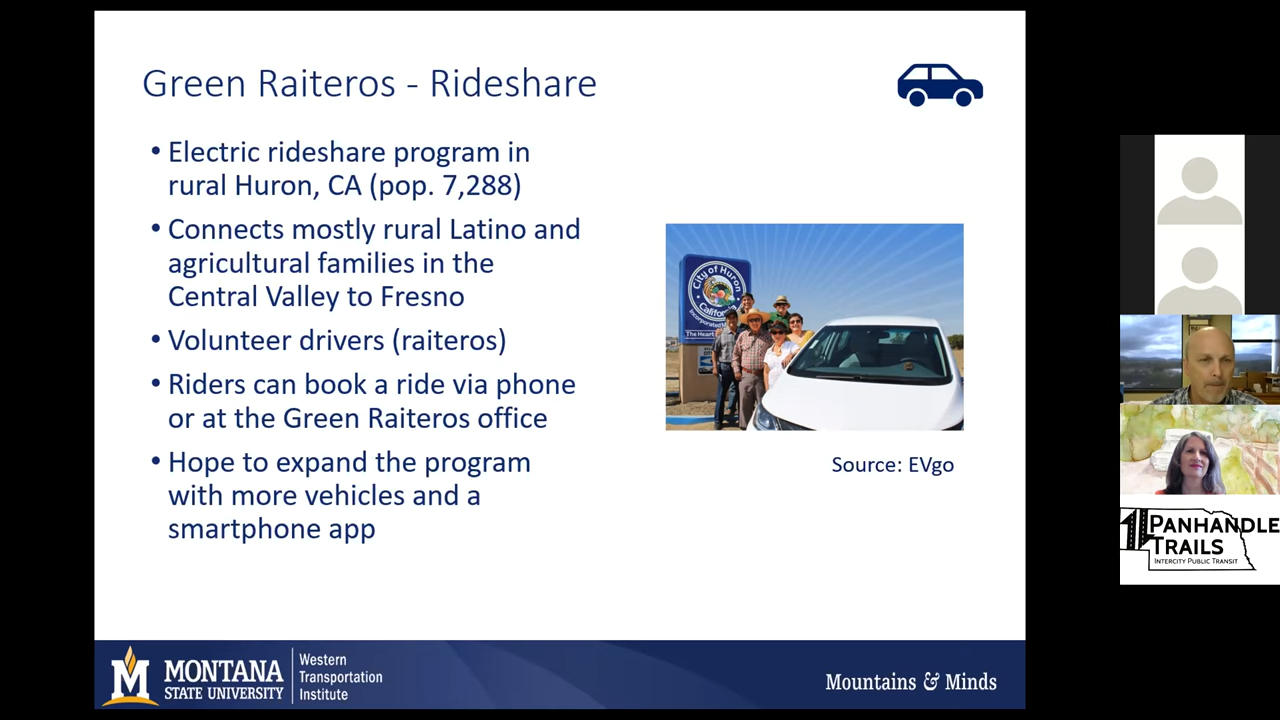 Green Raiteros - Rideshare
• Electric rideshare program in
rural Huron, CA (pop. 7,288)
• Connects mostly rural Latino and
agricultural families in the
Central Valley to Fresno
• Volunteer drivers (raiteros)
• Riders can book a ride via phone
or at the Green Raiteros office
• Hope to expand the program
with more vehicles and a
smartphone app
City of Huron
California
Incorporated
The Heart
Source: EVgo
PANHANDLE
TRAILS
INTERCITY PUBLIC TRANSIT
M
MONTANA
STATE UNIVERSITY
Western
Transportation
Institute
Mountains & Minds